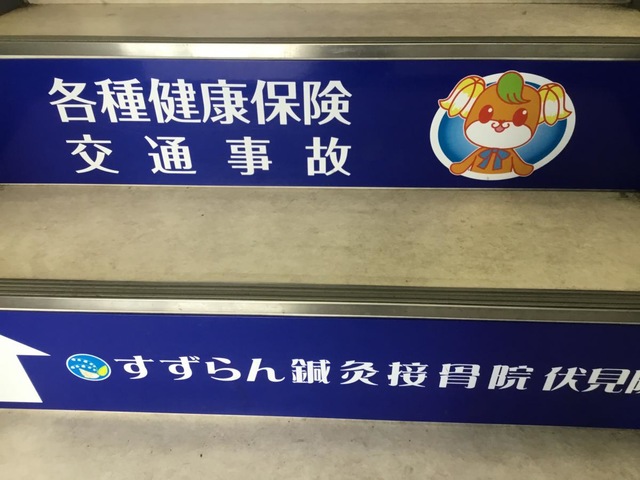 各種健康保険
交通事故
すずらん鍼灸接骨院 伏見